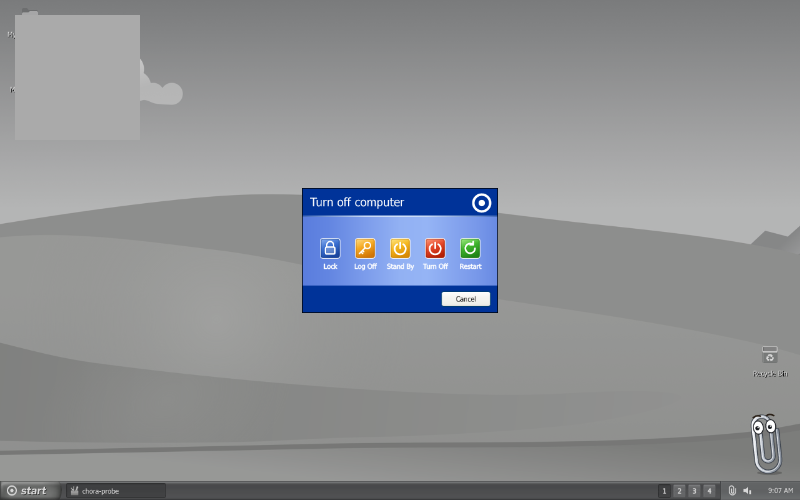 Turn off computer
Lock
Log Off
Stand By
Turn Off
Restart
Cancel
Recycle Bin
start
chora-probe
1
2
3
4
9:07 AM